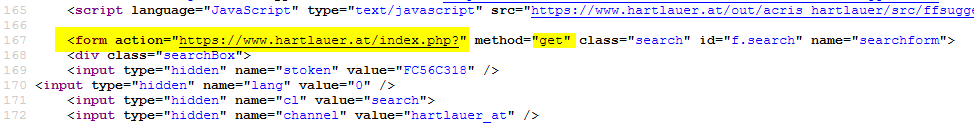 165 <script language="JavaScript" type="text/javascript" src="https://www.hartlauer.at/out/acris_hartlauer/src/ffsugge
166
167 <form action="https://www.hartlauer.at/index.php?" method="get" class="search" id="f.search" name="searchform">
168 <div class="searchBox">
169 <input type="hidden" name="stoken" value="FC56C318" />
170 <input type="hidden" name="lang" value="0" />
171 <input type="hidden" name="cl" value="search">
172 <input type="hidden" name="channel" value="hartlauer_at" />